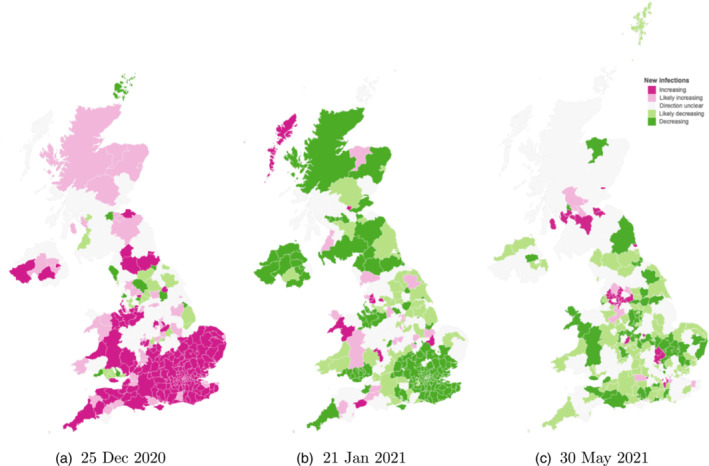 New Infections
Increasing
Likely increasing
Direction unclear
Likely decreasing
Decreasing
(a) 25 Dec 2020
(b) 21 Jan 2021
(c) 30 May 2021